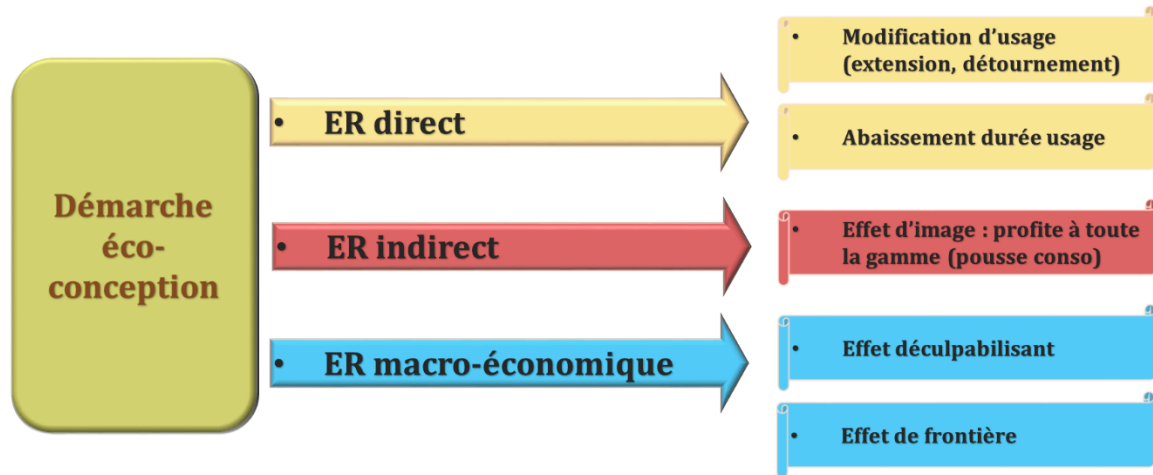 Démarche
éco-
conception
• ER direct
• Modification d’usage
(extension, détournement)
• Abaissement durée usage
• ER indirect
• Effet d’image : profite à toute
la gamme (pousse conso)
• ER macro-économique
• Effet déculpabilisant
• Effet de frontière